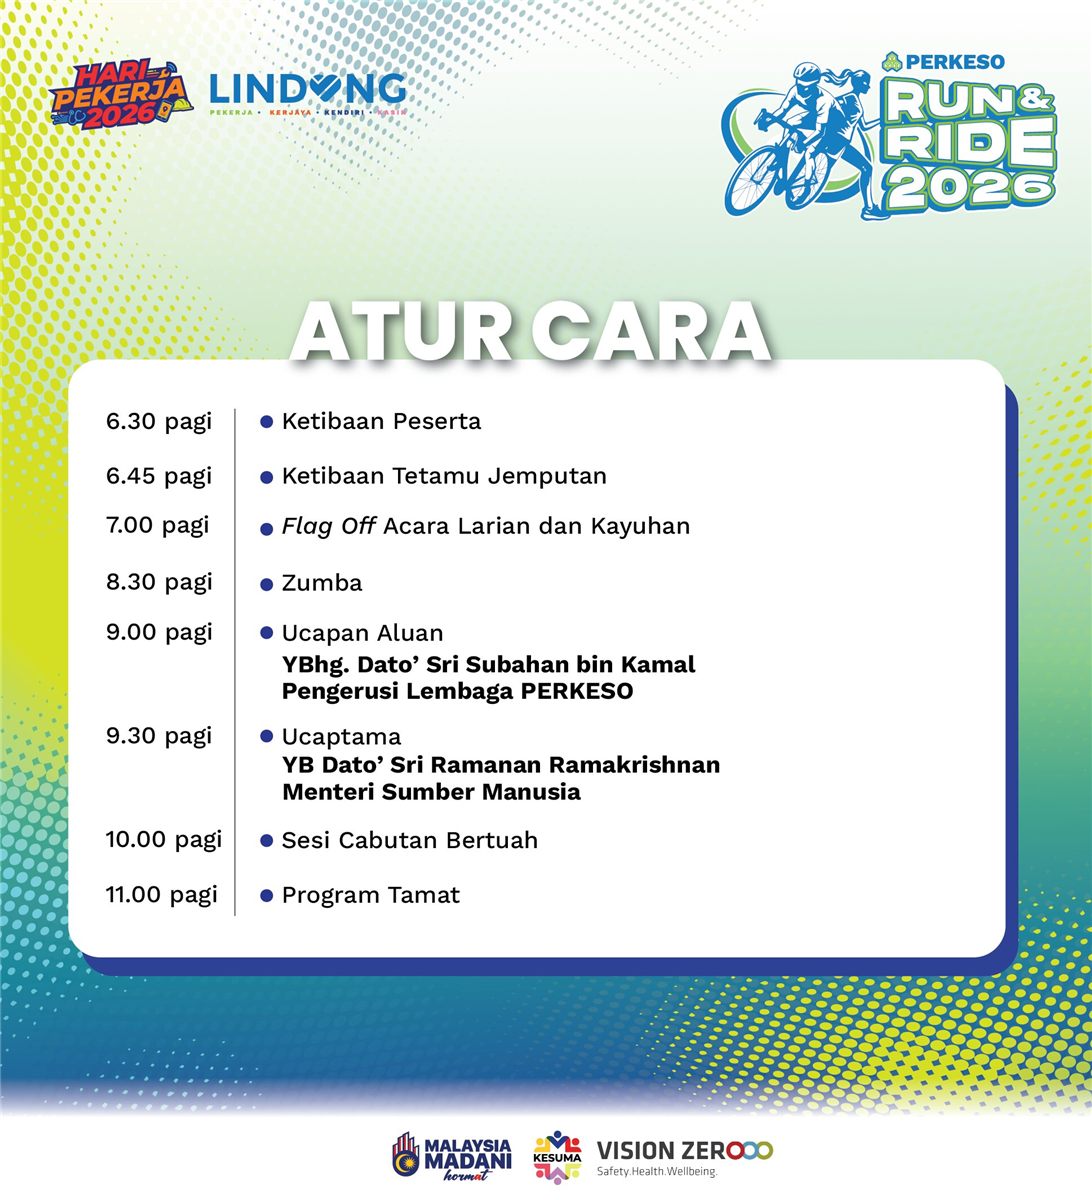 HARI
PEKERJA
2026
LINDUNG
PEKERJA • KERJAYA • KENDIRI • KASIH
PERKESO
RUN &
RIDE
2026
ATUR CARA
6.30 pagi • Ketibaan Peserta
6.45 pagi • Ketibaan Tetamu Jemputan
7.00 pagi • Flag Off Acara Larian dan Kayuhan
8.30 pagi • Zumba
9.00 pagi • Ucapan Aluan
YBhg. Dato’ Sri Subahan bin Kamal
Pengerusi Lembaga PERKESO
9.30 pagi • Ucaptama
YB Dato’ Sri Ramanan Ramakrishnan
Menteri Sumber Manusia
10.00 pagi • Sesi Cabutan Bertuah
11.00 pagi • Program Tamat
MALAYSIA
MADANI
hormat
KESUMA
VISION ZEROOO
Safety.Health.Wellbeing.